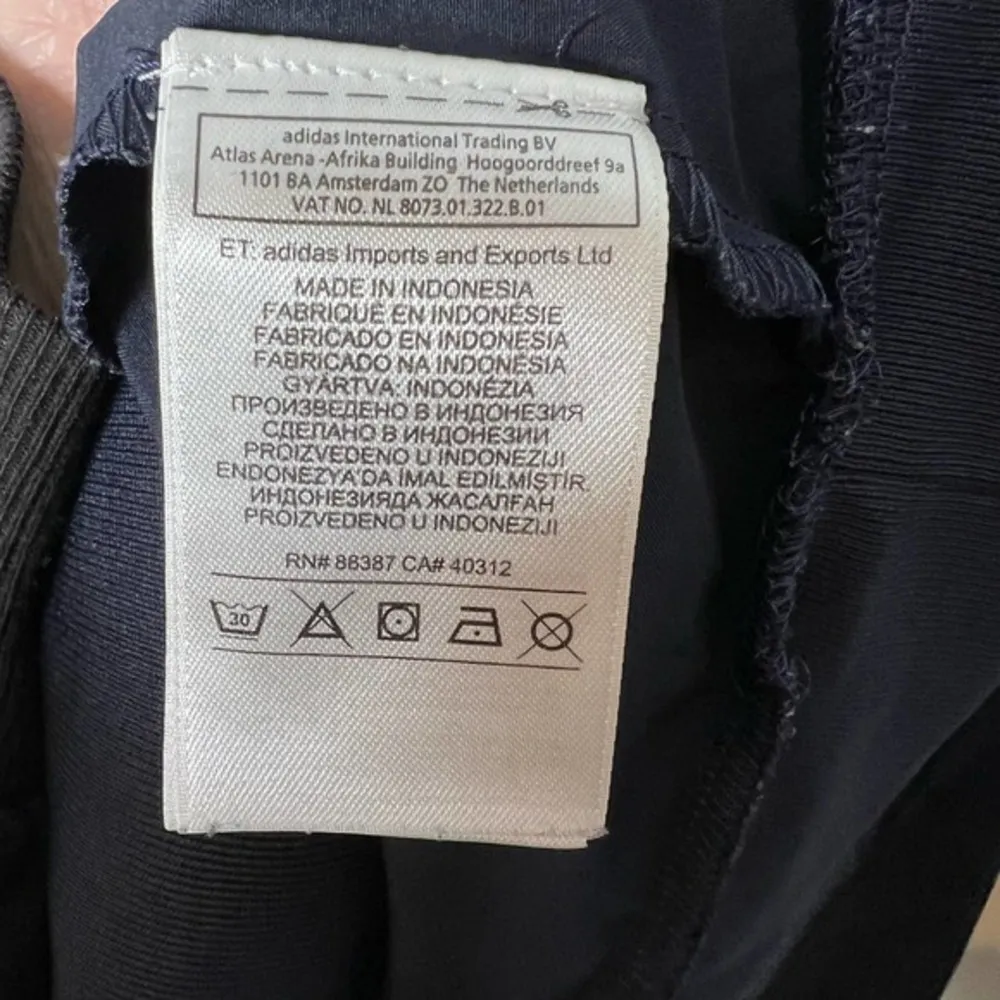 adidas International Trading BV
Atlas Arena -Afrika Building Hoogoorddreef 9a
1101 BA Amsterdam ZO The Netherlands
VAT NO. NL 8073.01.322.B.01
ET: adidas Imports and Exports Ltd
MADE IN INDONESIA
FABRIQUÉ EN INDONÉSIE
FABRICADO EN INDONESIA
FABRICADO NA INDONÉSIA
GYÁRTVA: INDONÉZIA
ПРОИЗВЕДЕНО В ИНДОНЕЗИЯ
СДЕЛАНО В ИНДОНЕЗИИ
PROIZVEDENO U INDONEZIJI
ENDONEZYA'DA İMAL EDİLMİŞTİR.
ИНДОНЕЗИЯДА ЖАСАЛҒАН
PROIZVEDENO U INDONEZIJI
RN# 88387 CA# 40312
30